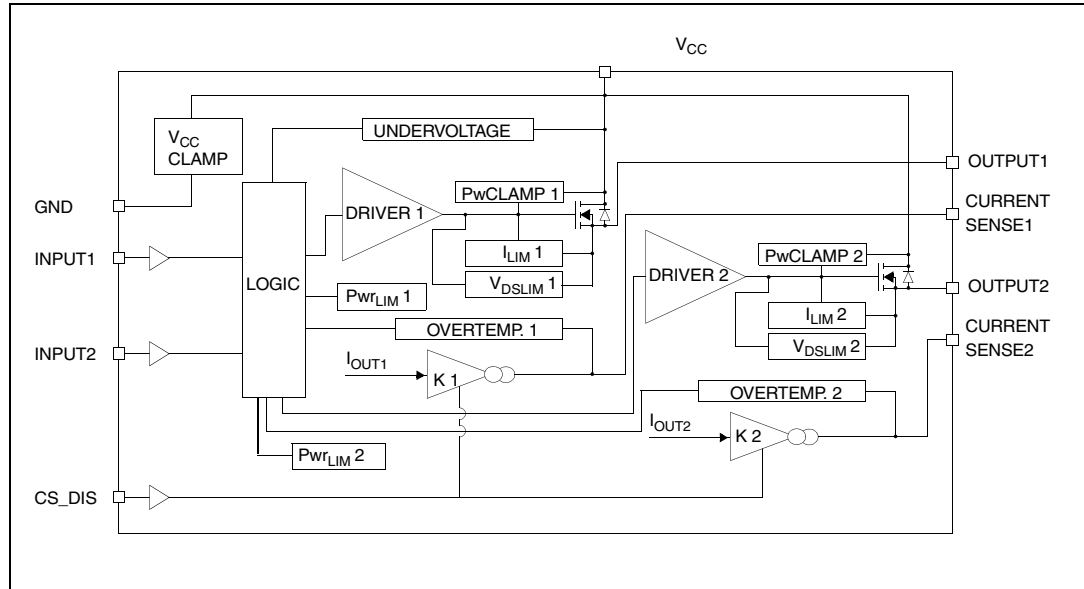 VCC
VCC
CLAMP
UNDERVOLTAGE
OUTPUT1
PwCLAMP 1
DRIVER 1
GND
CURRENT
SENSE1
INPUT1
LOGIC
ILIM 1
PwCLAMP 2
DRIVER 2
VDSLIM 1
OUTPUT2
PwrLIM 1
ILIM 2
OVERTEMP. 1
CURRENT
SENSE2
INPUT2
VDSLIM 2
IOUT1
K 1
OVERTEMP. 2
IOUT2
K 2
PwrLIM 2
CS_DIS